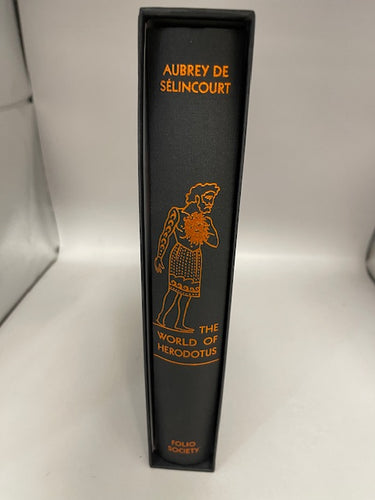 AUBREY DE
SÉLINCOURT
THE
WORLD OF
HERODOTUS
FOLIO
SOCIETY